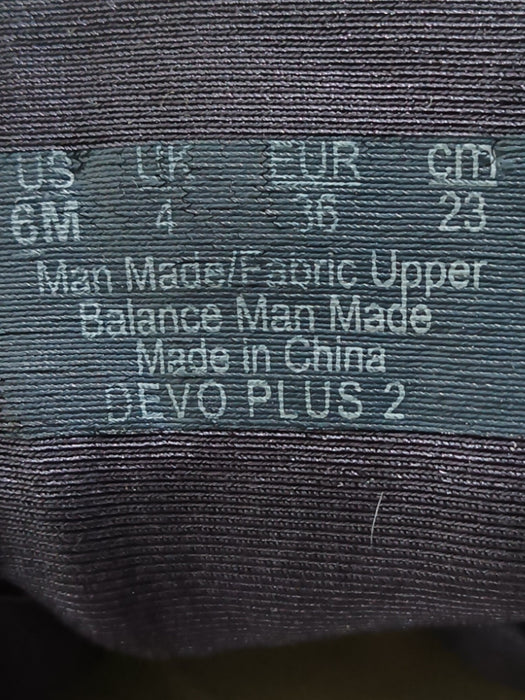 US UK EUR cm
6M 4 36 23
Man Made/Fabric Upper
Balance Man Made
Made in China
DEVO PLUS 2